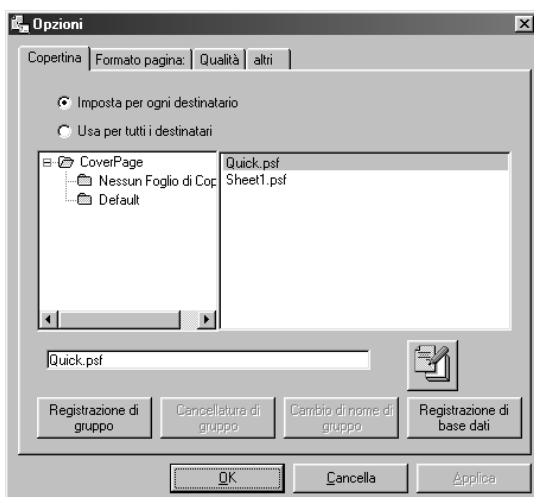 Opzioni
Copertina Formato pagina: Qualità altri
Imposta per ogni destinatario
Usa per tutti i destinatari
CoverPage
Nessun Foglio di Cop
Default
Quick.psf
Sheet1.psf
Quick.psf
Registrazione di gruppo
Cancellatura di gruppo
Cambio di nome di gruppo
Registrazione di base dati
OK Cancella Applica